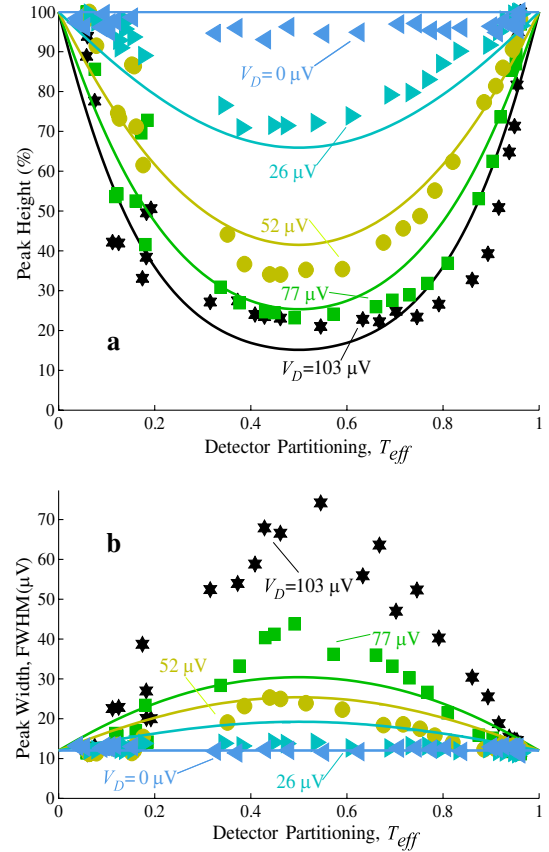 100
90
80
70
60
50
40
30
20
10
0
Peak Height (%)
V_D=0 μV
26 μV
52 μV
77 μV
V_D=103 μV
a
0
0.2
0.4
0.6
0.8
1
Detector Partitioning, T_eff
b
70
60
50
40
30
20
10
0
Peak Width, FWHM(μV)
V_D=103 μV
77 μV
52 μV
V_D=0 μV
26 μV
0
0.2
0.4
0.6
0.8
1
Detector Partitioning, T_eff